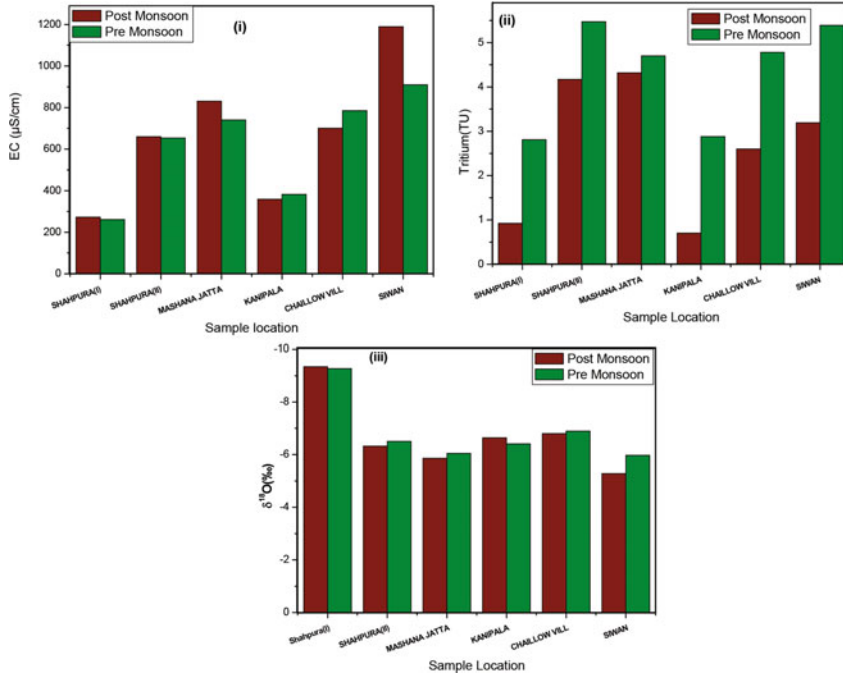 (i)
Post Monsoon
Pre Monsoon
EC (µS/cm)
1200
1000
800
600
400
200
0
SHAHPURA(I)
SHAHPURA(II)
MASHANA JATTA
KANIPALA
CHAILLOW VILL
SIWAN
Sample location
(ii)
Post Monsoon
Pre Monsoon
Tritium(TU)
5
4
3
2
1
0
SHAHPURA(I)
SHAHPURA(II)
MASHANA JATTA
KANIPALA
CHAILLOW VILL
SIWAN
Sample Location
(iii)
Post Monsoon
Pre Monsoon
δ¹⁸O(‰)
-10
-8
-6
-4
-2
0
Shahpura(I)
SHAHPURA(II)
MASHANA JATTA
KANIPALA
CHAILLOW VILL
SIWAN
Sample Location